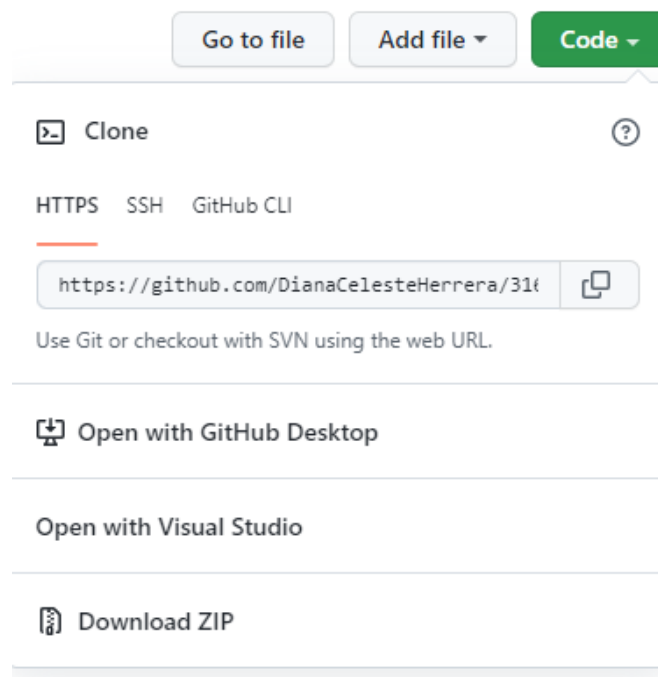 Go to file Add file Code
Clone
HTTPS SSH GitHub CLI
https://github.com/DianaCelesteHerrera/316
Use Git or checkout with SVN using the web URL.
Open with GitHub Desktop
Open with Visual Studio
Download ZIP